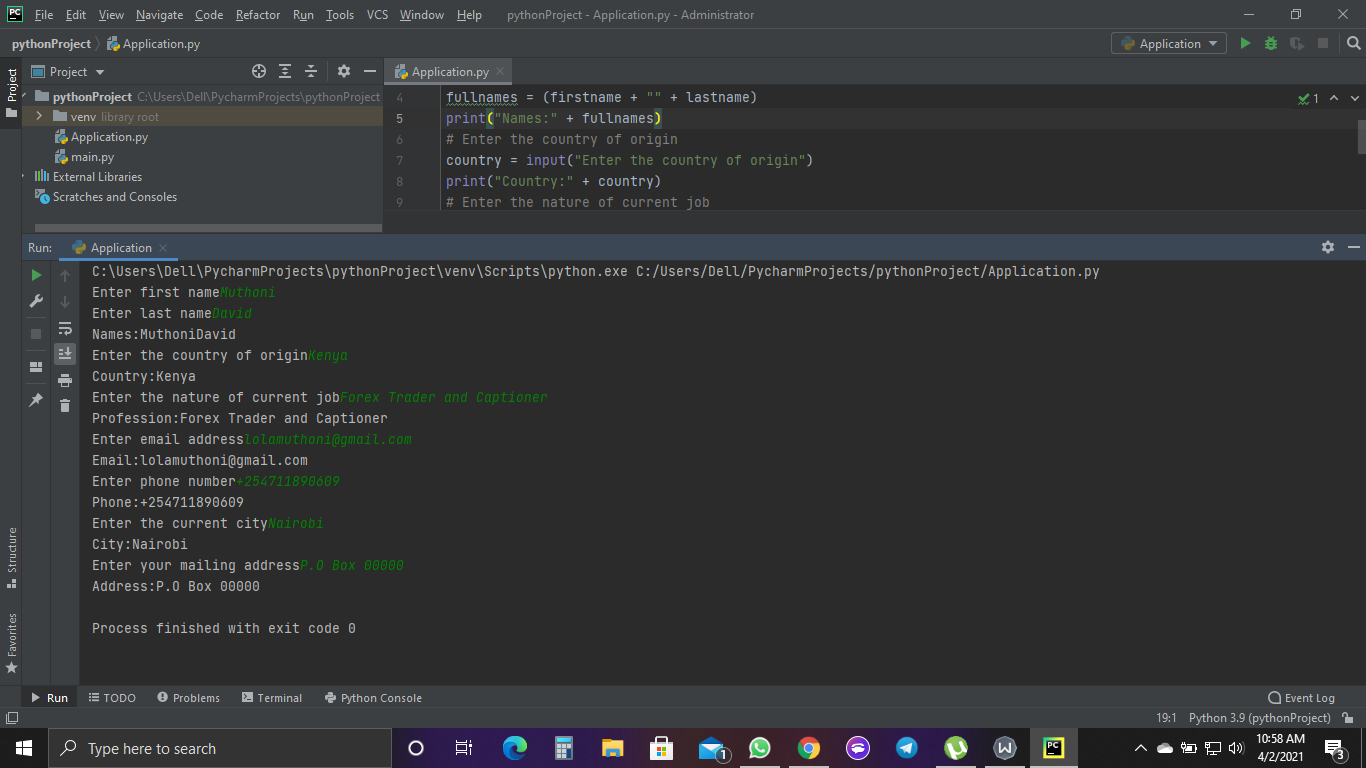 File Edit View Navigate Code Refactor Run Tools VCS Window Help pythonProject - Application.py - Administrator
pythonProject Application.py Application
Project Application.py
Project
pythonProject C:\Users\Dell\PycharmProjects\pythonProject
venv library root
Application.py
main.py
External Libraries
Scratches and Consoles
4 fullnames = (firstname + "" + lastname)
1
5 print("Names:" + fullnames)
6 # Enter the country of origin
7 country = input("Enter the country of origin")
8 print("Country:" + country)
9 # Enter the nature of current job
Run: Application
C:\Users\Dell\PycharmProjects\pythonProject\venv\Scripts\python.exe C:/Users/Dell/PycharmProjects/pythonProject/Application.py
Enter first nameMuthoni
Enter last nameDavid
Names:MuthoniDavid
Enter the country of originKenya
Country:Kenya
Enter the nature of current jobForex Trader and Captioner
Profession:Forex Trader and Captioner
Enter email addresslolamuthoni@gmail.com
Email:lolamuthoni@gmail.com
Enter phone number+254711890609
Phone:+254711890609
Enter the current cityNairobi
City:Nairobi
Enter your mailing addressP.O Box 00000
Address:P.O Box 00000
Process finished with exit code 0
Structure
Favorites
Run TODO Problems Terminal Python Console Event Log
19:1 Python 3.9 (pythonProject)
Type here to search
1
10:58 AM
4/2/2021
3